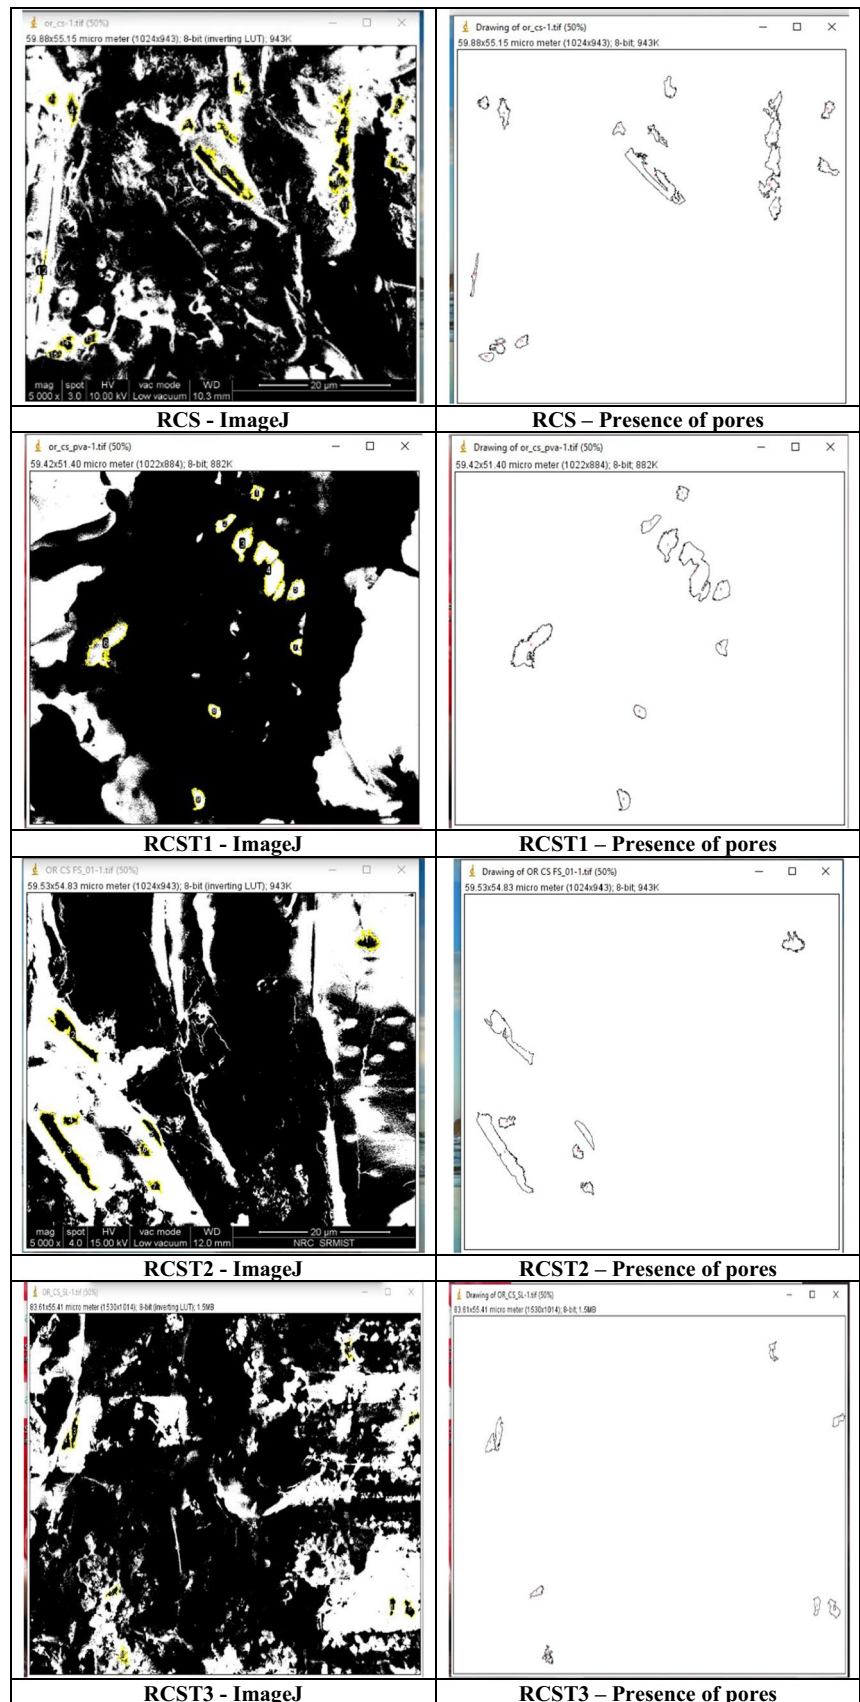 or_cs-1.tif (50%)
59.88x55.15 micro meter (1024x943); 8-bit (inverting LUT); 943K
mag spot HV vac mode WD 20 µm
5 000 x 3.0 10.00 kV Low vacuum 10.3 mm
Drawing of or_cs-1.tif (50%)
59.88x55.15 micro meter (1024x943); 8-bit; 943K
RCS - ImageJ
RCS – Presence of pores
or_cs_pva-1.tif (50%)
59.42x51.40 micro meter (1022x884); 8-bit; 882K
Drawing of or_cs_pva-1.tif (50%)
59.42x51.40 micro meter (1022x884); 8-bit; 882K
RCST1 - ImageJ
RCST1 – Presence of pores
OR CS FS_01-1.tif (50%)
59.53x54.83 micro meter (1024x943); 8-bit (inverting LUT); 943K
mag spot HV vac mode WD 20 µm
5 000 x 4.0 15.00 kV Low vacuum 12.0 mm NRC SRMIST
Drawing of OR CS FS_01-1.tif (50%)
59.53x54.83 micro meter (1024x943); 8-bit; 943K
RCST2 - ImageJ
RCST2 – Presence of pores
OR_CS_SL-1.tif (50%)
83.61x55.41 micro meter (1530x1014); 8-bit (inverting LUT); 1.5MB
Drawing of OR_CS_SL-1.tif (50%)
83.61x55.41 micro meter (1530x1014); 8-bit; 1.5MB
RCST3 - ImageJ
RCST3 – Presence of pores